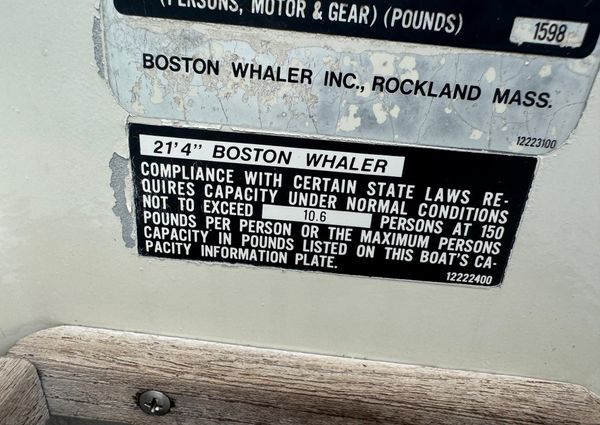 (PERSONS, MOTOR & GEAR) (POUNDS)
1598
BOSTON WHALER INC., ROCKLAND MASS.
12223100
21'4" BOSTON WHALER
COMPLIANCE WITH CERTAIN STATE LAWS RE-
QUIRES CAPACITY UNDER NORMAL CONDITIONS
NOT TO EXCEED 10.6 PERSONS AT 150
POUNDS PER PERSON OR THE MAXIMUM PERSONS
CAPACITY IN POUNDS LISTED ON THIS BOAT'S CA-
PACITY INFORMATION PLATE.
12222400